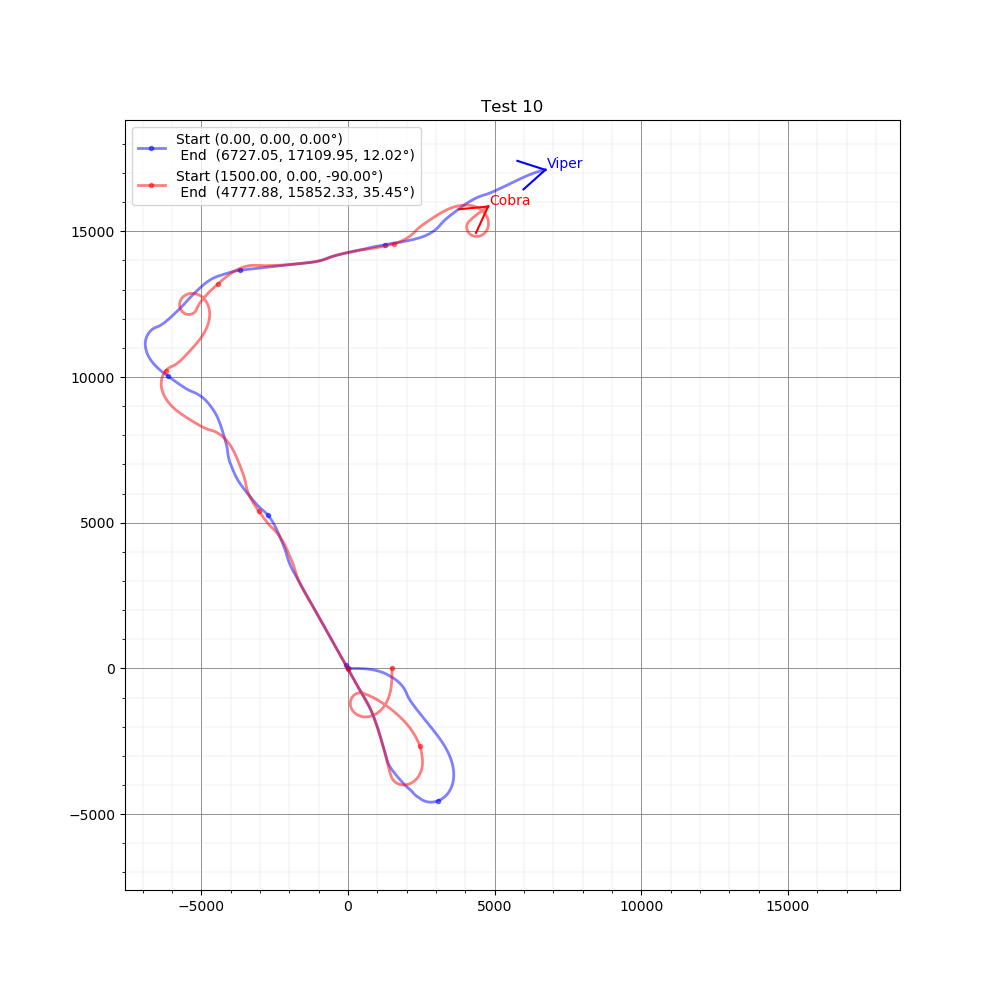 Test 10
Start (0.00, 0.00, 0.00°)
End (6727.05, 17109.95, 12.02°)
Start (1500.00, 0.00, -90.00°)
End (4777.88, 15852.33, 35.45°)
Viper
Cobra
15000
10000
5000
0
−5000
−5000 0 5000 10000 15000